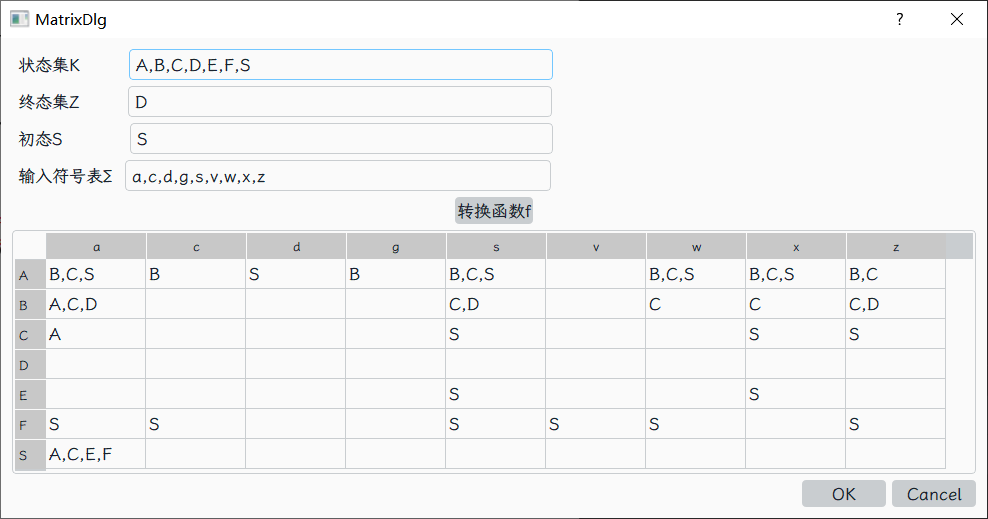 MatrixDlg ?
状态集K A,B,C,D,E,F,S
终态集Z D
初态S S
输入符号表Σ a,c,d,g,s,v,w,x,z
转换函数f
a c d g s v w x z
A B,C,S B S B B,C,S B,C,S B,C,S B,C
B A,C,D C,D C C C,D
C A S S S
D
E S S
F S S S S S S
S A,C,E,F
OK Cancel